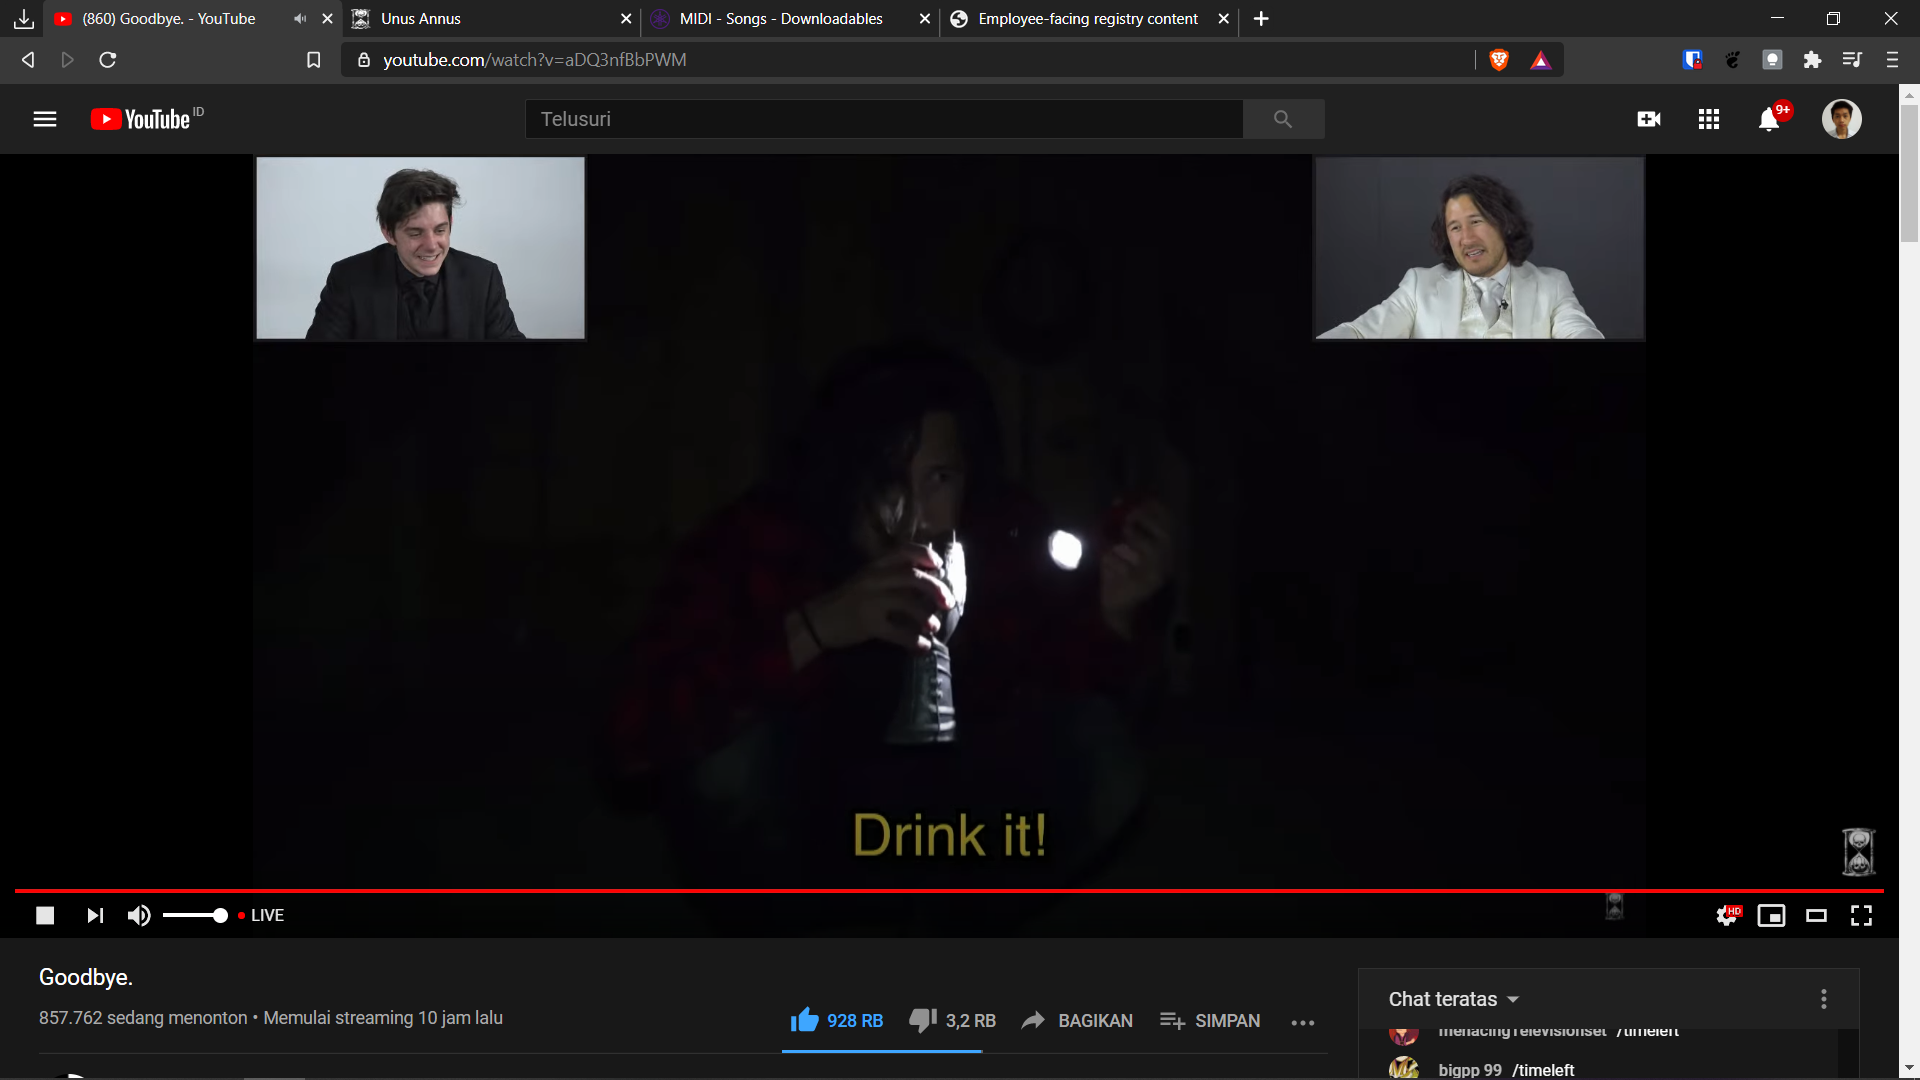 (860) Goodbye. - YouTube
Unus Annus
MIDI - Songs - Downloadables
Employee-facing registry content
youtube.com/watch?v=aDQ3nfBbPWM
YouTube ID
Telusuri
9+
Drink it!
LIVE
HD
Goodbye.
857.762 sedang menonton • Memulai streaming 10 jam lalu
928 RB
3,2 RB
BAGIKAN
SIMPAN
Chat teratas
menacingTelevisionset /timeleft
bigpp 99 /timeleft